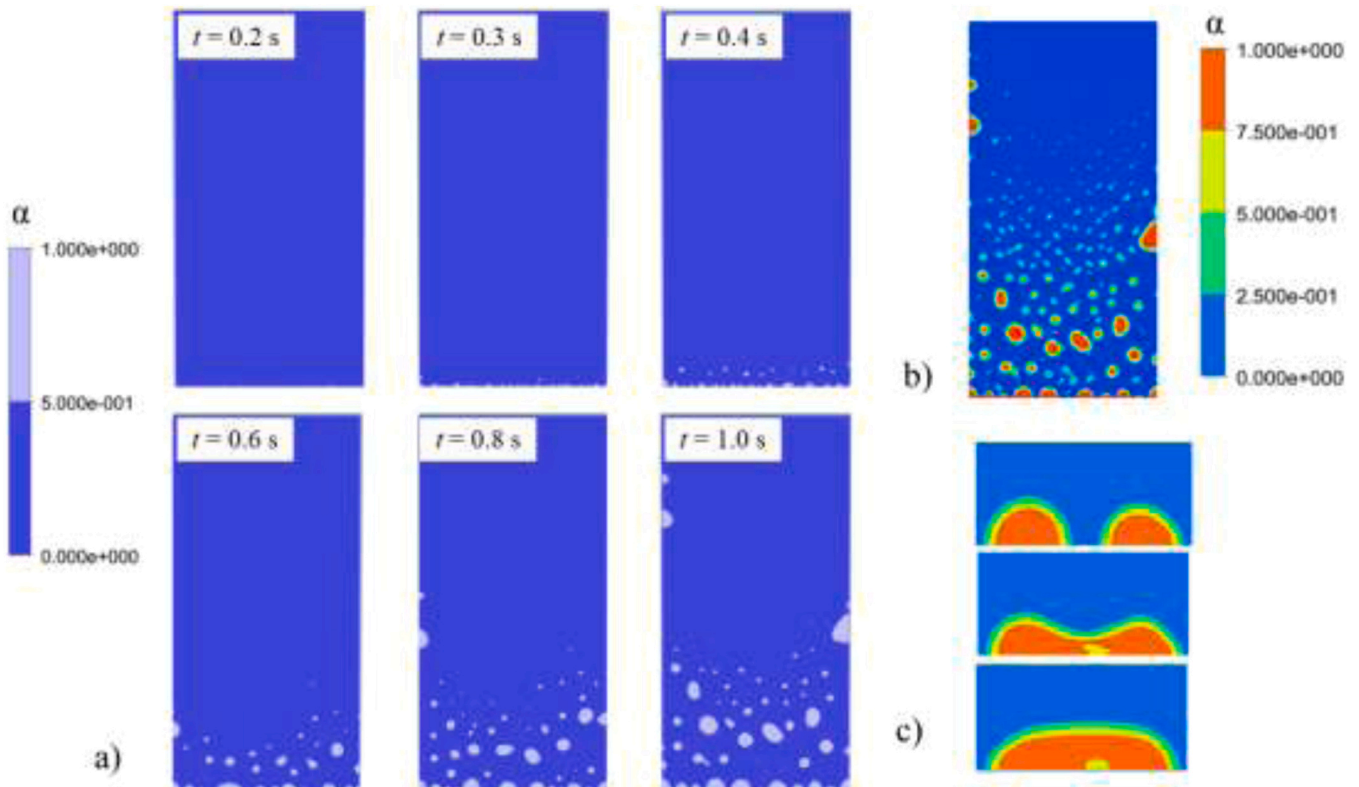 t = 0.2 s
t = 0.3 s
t = 0.4 s
α
1.000e+000
5.000e-001
0.000e+000
t = 0.6 s
t = 0.8 s
t = 1.0 s
a)
α
1.000e+000
7.500e-001
5.000e-001
2.500e-001
0.000e+000
b)
c)